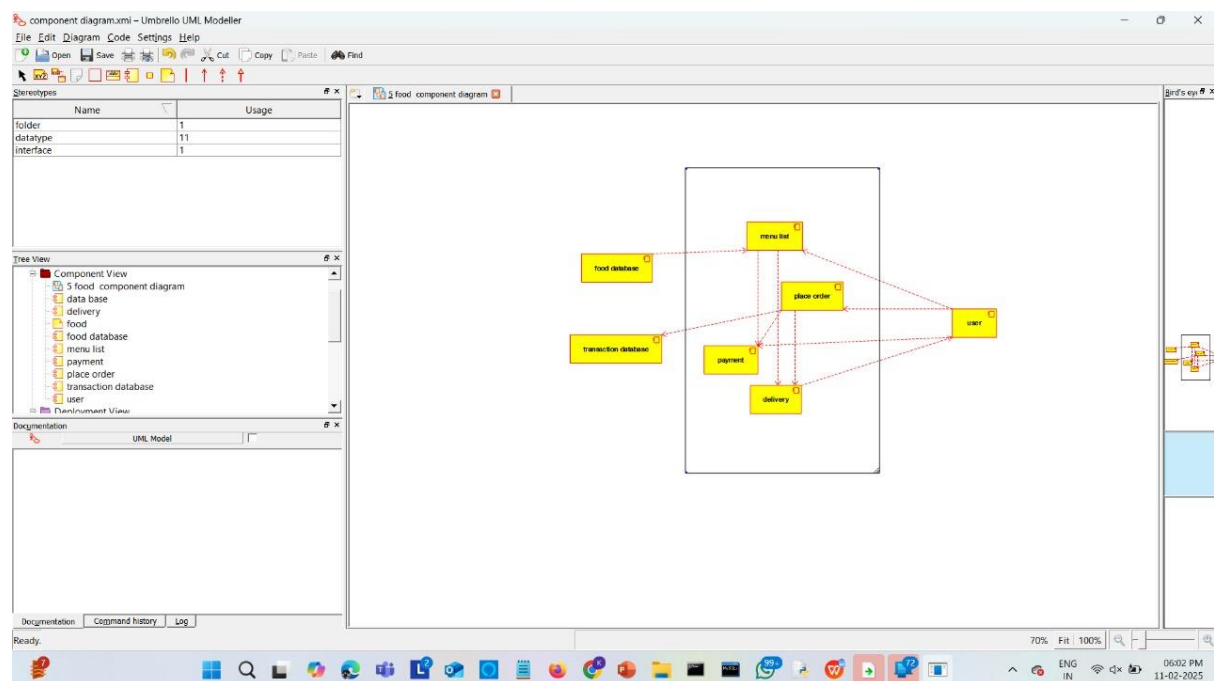 component diagram.xmi – Umbrello UML Modeller
File Edit Diagram Code Settings Help
Open Save Cut Copy Paste Find
Stereotypes
Name Usage
folder 1
datatype 11
interface 1
Tree View
Component View
5 food component diagram
data base
delivery
food
food database
menu list
payment
place order
transaction database
user
Deployment View
Documentation
UML Model
Documentation Command history Log
Ready.
5 food component diagram
menu list
food database
place order
user
transaction database
payment
delivery
Bird's eye
70% Fit 100%
7
2
K
99+
72
ENG
IN
06:02 PM
11-02-2025